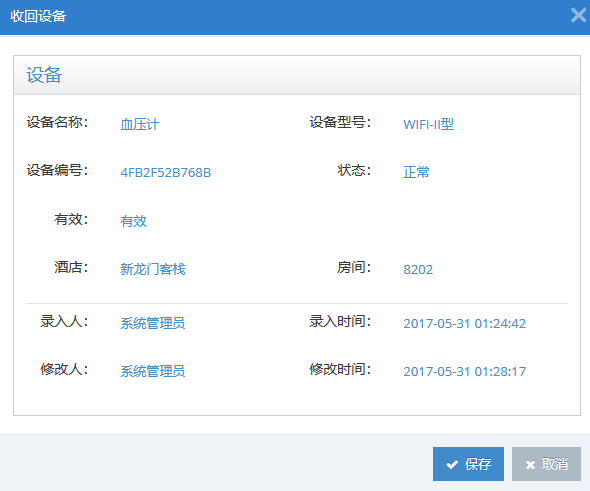 收回设备
设备
设备名称： 血压计 设备型号： WIFI-II型
设备编号： 4FB2F52B768B 状态： 正常
有效： 有效
酒店： 新龙门客栈 房间： 8202
录入人： 系统管理员 录入时间： 2017-05-31 01:24:42
修改人： 系统管理员 修改时间： 2017-05-31 01:28:17
保存 取消